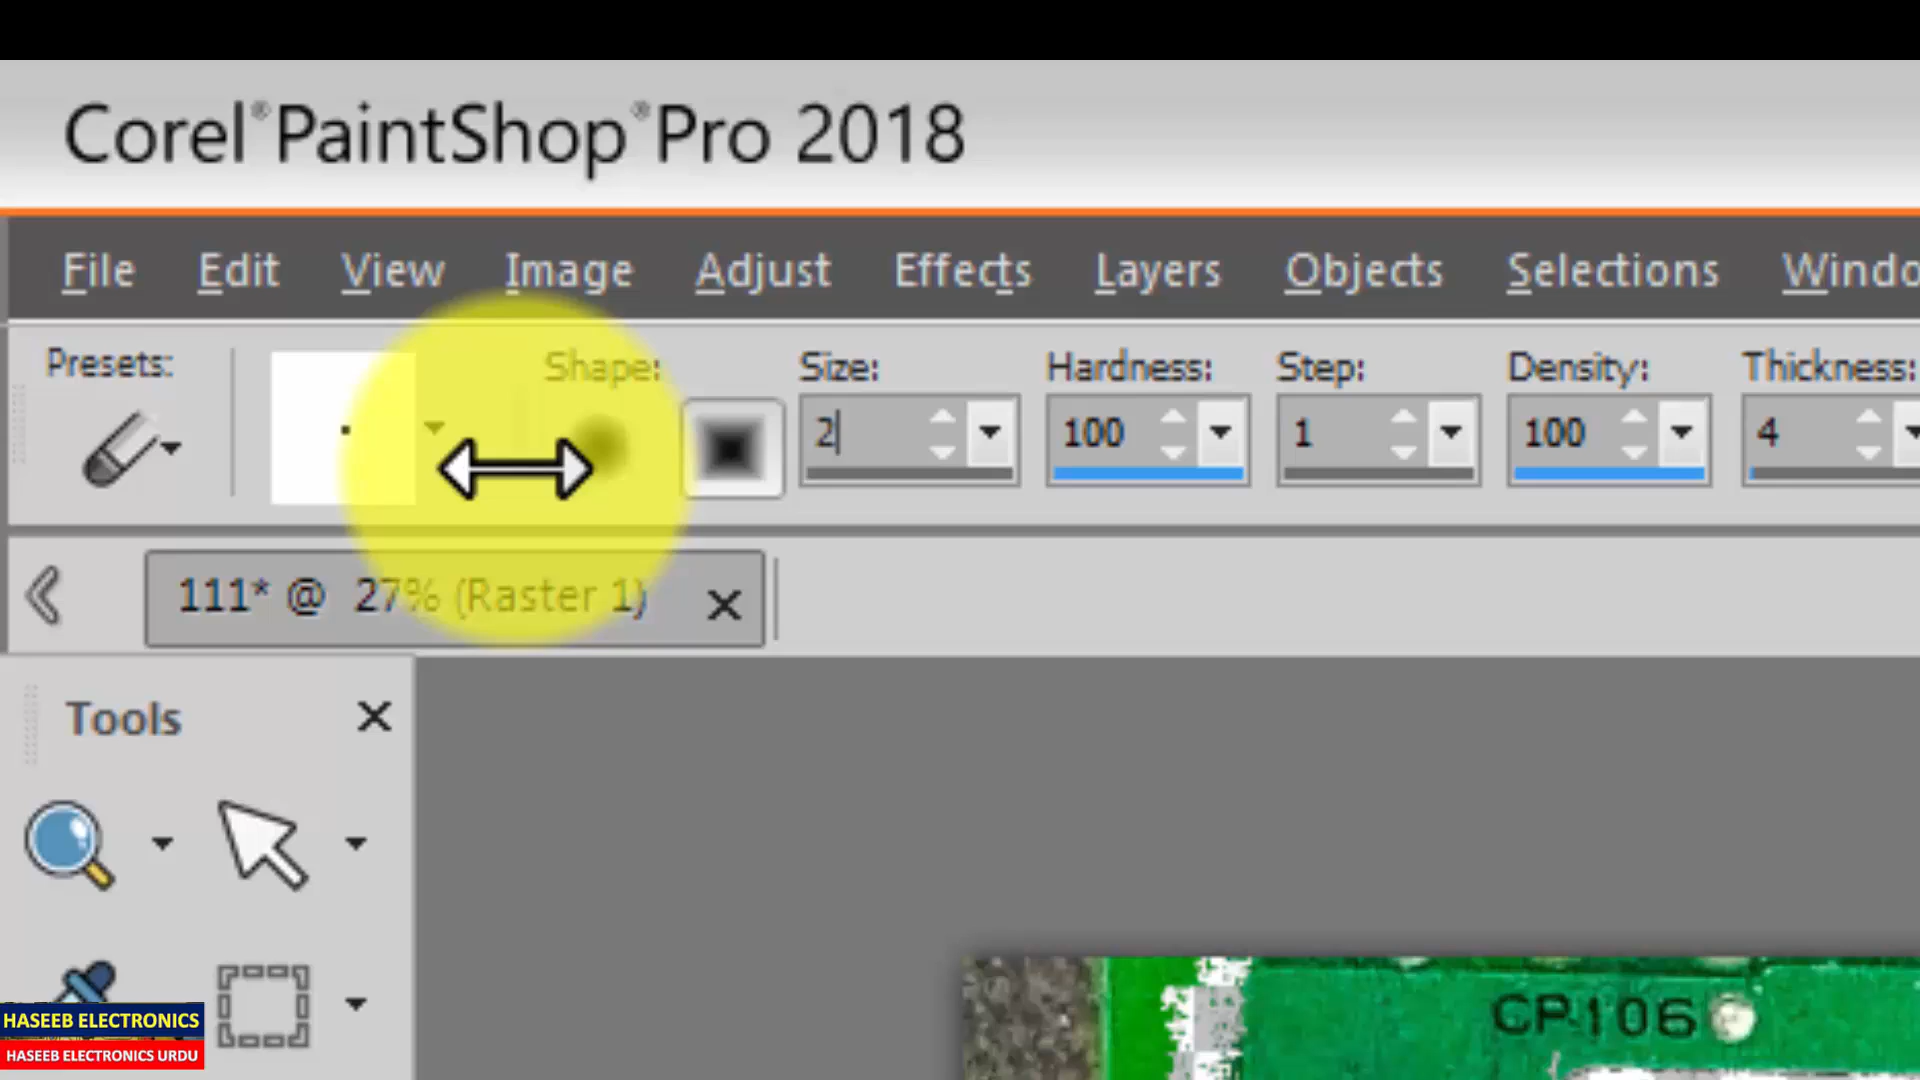 Corel® PaintShop® Pro 2018
File Edit View Image Adjust Effects Layers Objects Selections Windo
Presets: Shape: Size: Hardness: Step: Density: Thickness:
2 100 1 100 4
111* @ 27% (Raster 1)
Tools
CP106
HASEEB ELECTRONICS
HASEEB ELECTRONICS URDU